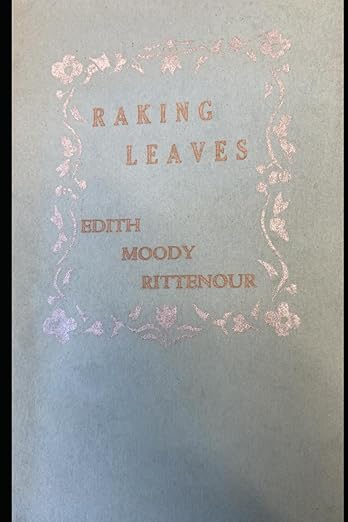 RAKING
LEAVES
EDITH
MOODY
RITTENOUR